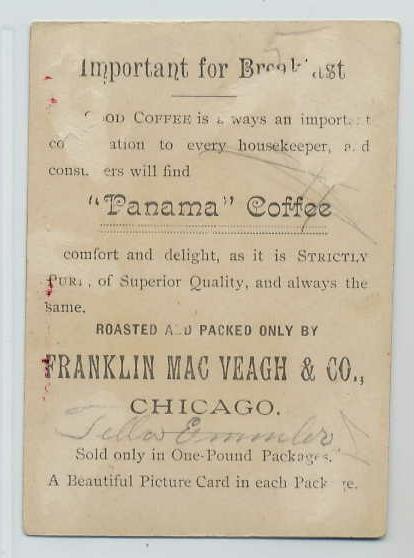 Important for Breakfast
GOOD COFFEE is always an important
consideration to every housekeeper, and
consumers will find
"Panama" Coffee
comfort and delight, as it is STRICTLY
PURE, of Superior Quality, and always the
same.
ROASTED AND PACKED ONLY BY
FRANKLIN MAC VEAGH & CO.,
CHICAGO.
Sold only in One-Pound Packages.
A Beautiful Picture Card in each Package.